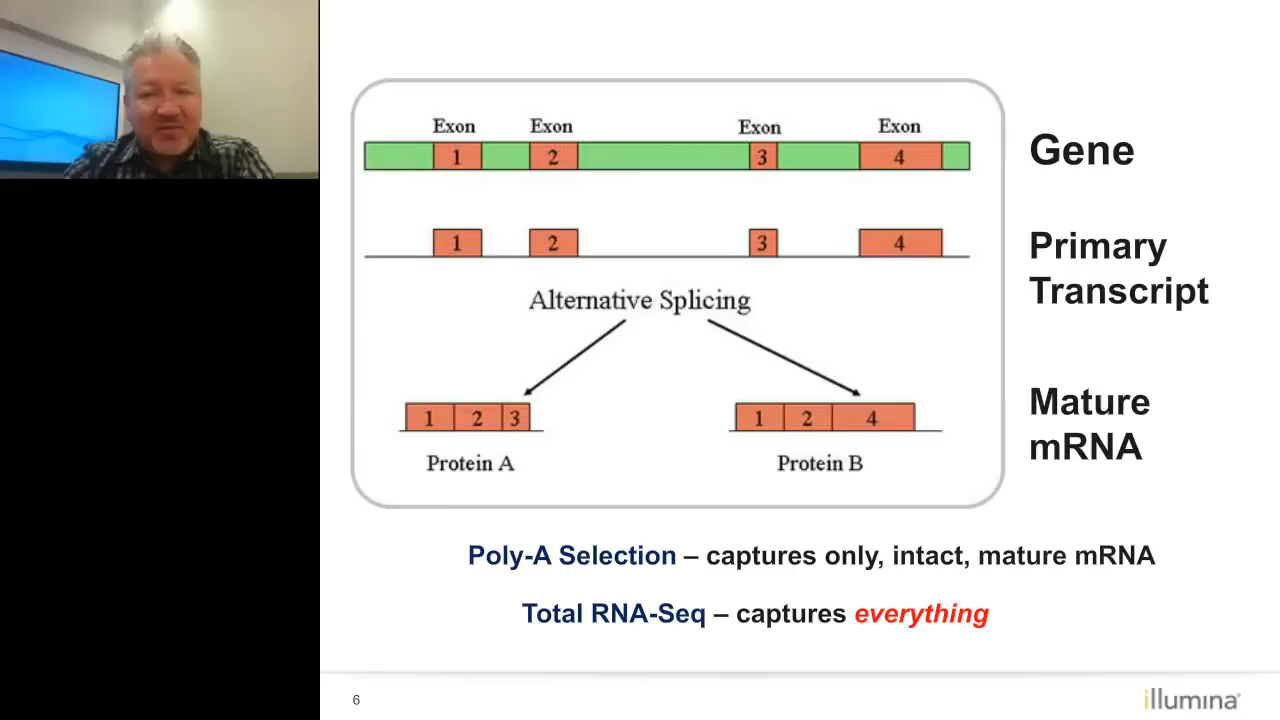 Exon Exon Exon Exon
1 2 3 4
Gene
1 2 3 4
Primary
Transcript
Alternative Splicing
1 2 3
1 2 4
Mature
mRNA
Protein A
Protein B
Poly-A Selection – captures only, intact, mature mRNA
Total RNA-Seq – captures everything
6
illumina